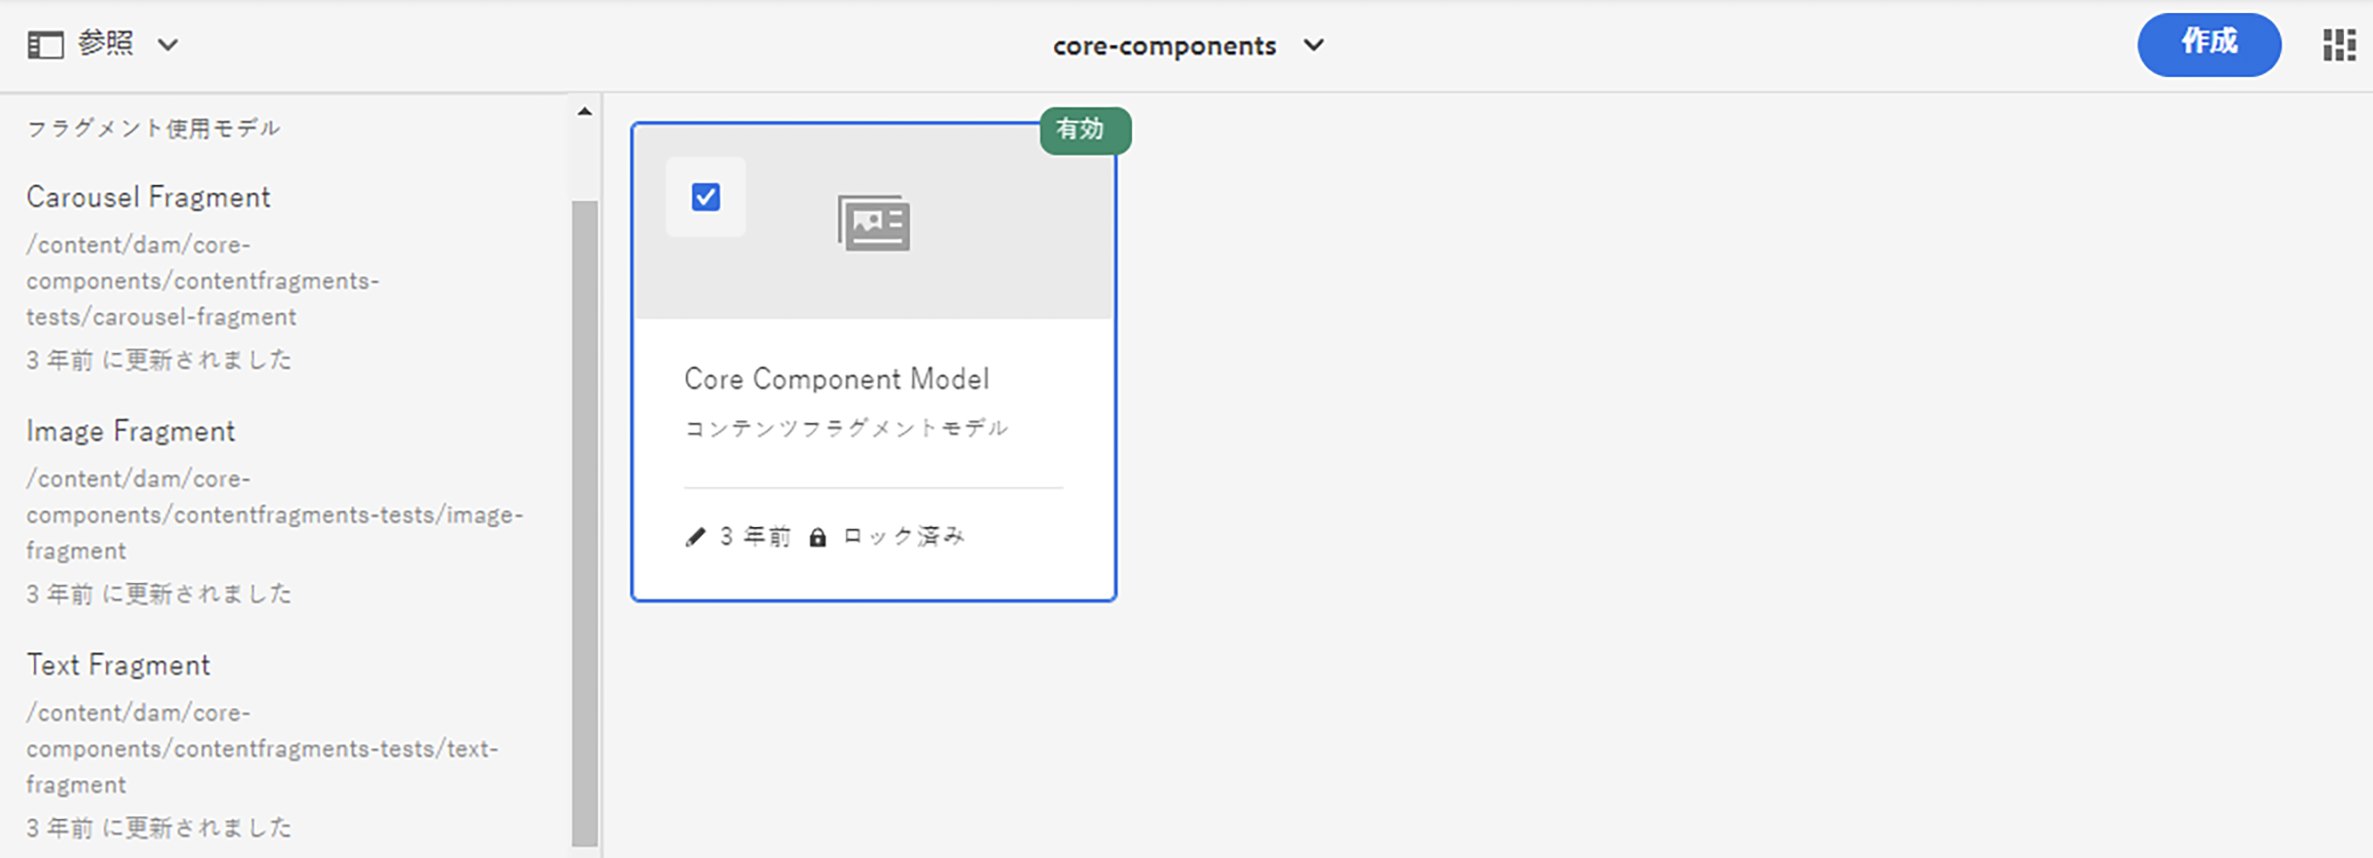 参照
core-components
作成
フラグメント使用モデル
Carousel Fragment
/content/dam/core-
components/contentfragments-
tests/carousel-fragment
3 年前 に更新されました
Image Fragment
/content/dam/core-
components/contentfragments-tests/image-
fragment
3 年前 に更新されました
Text Fragment
/content/dam/core-
components/contentfragments-tests/text-
fragment
3 年前 に更新されました
有効
Core Component Model
コンテンツフラグメントモデル
3 年前 ロック済み